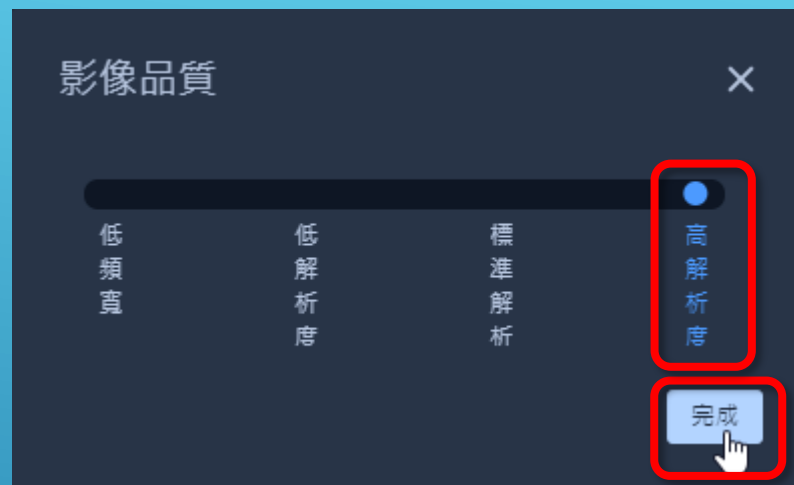 影像品質
低頻寬
低解析度
標準解析
高解析度
完成